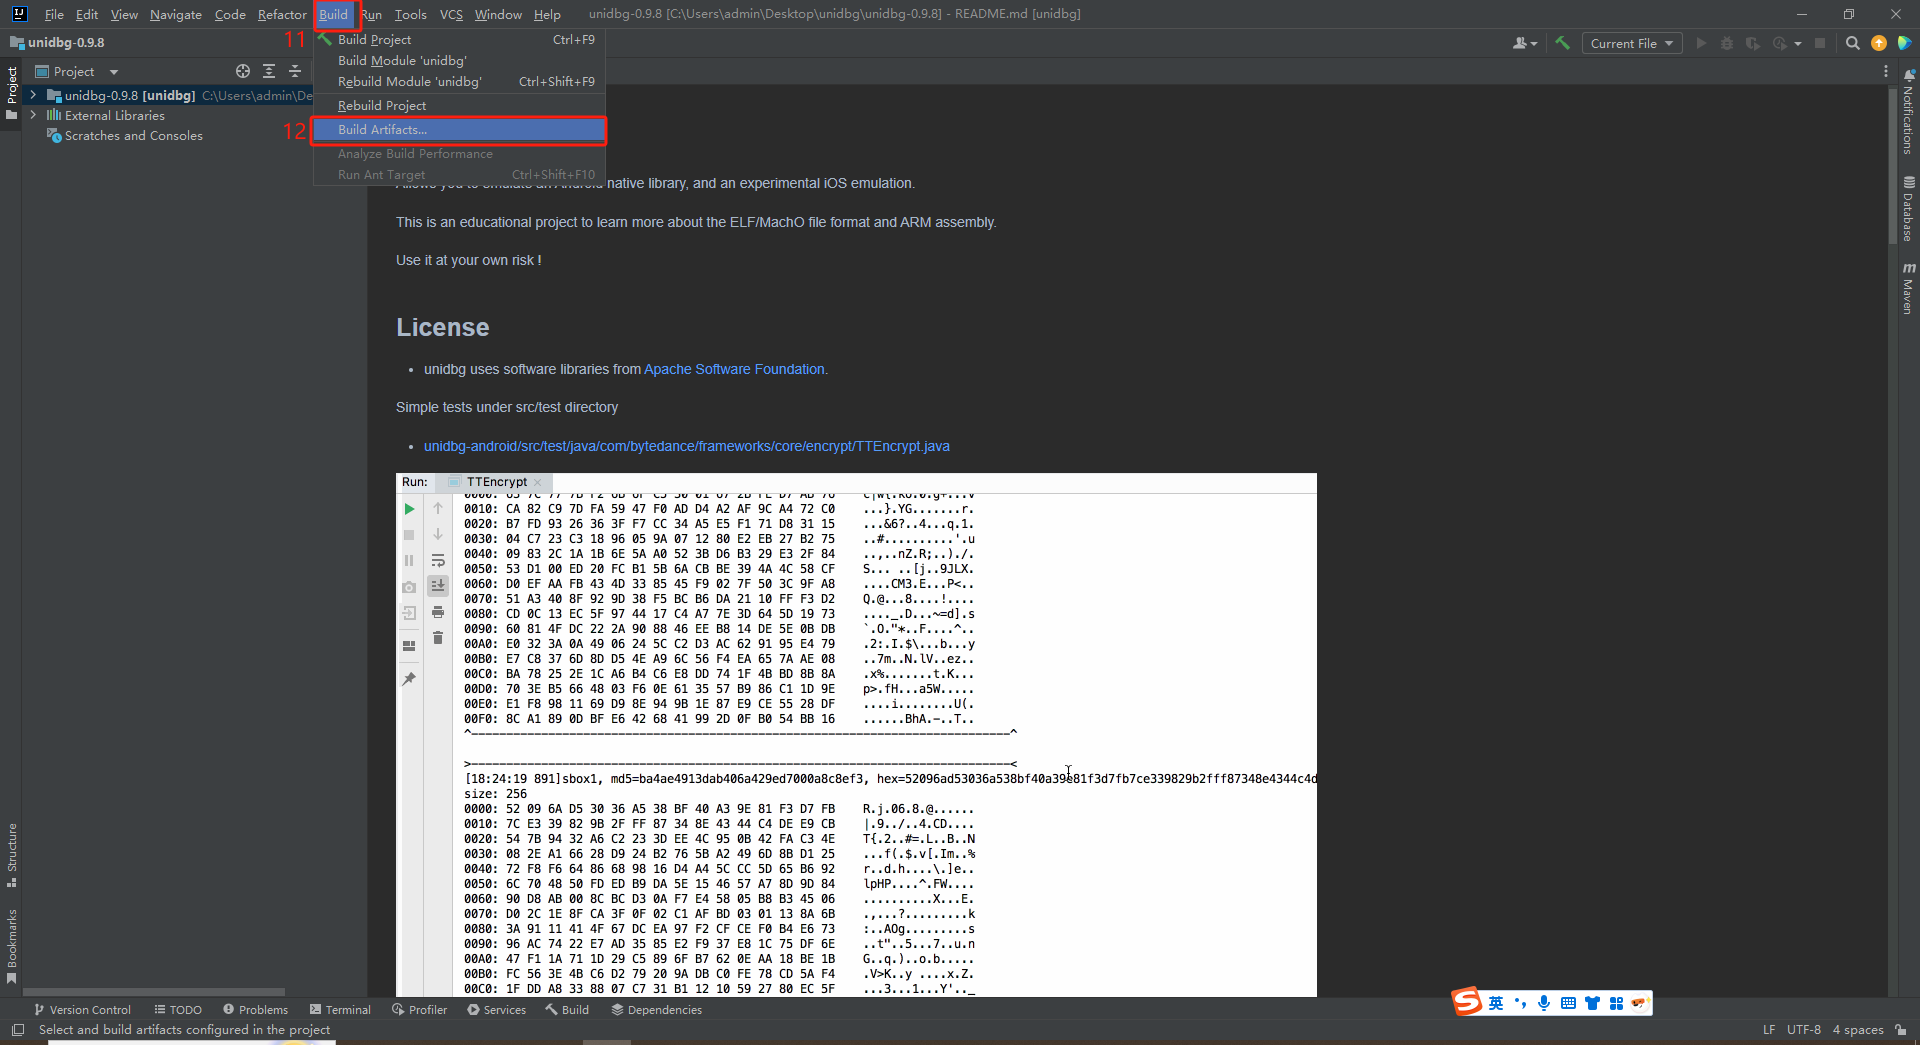 File Edit View Navigate Code Refactor Build Run Tools VCS Window Help unidbg-0.9.8 [C:\Users\admin\Desktop\unidbg\unidbg-0.9.8] - README.md [unidbg]
unidbg-0.9.8
11
Build Project Ctrl+F9
Current File
Project
Build Module 'unidbg'
Rebuild Module 'unidbg' Ctrl+Shift+F9
unidbg-0.9.8 [unidbg] C:\Users\admin\De
Rebuild Project
External Libraries
12
Build Artifacts...
Scratches and Consoles
Analyze Build Performance
Run Ant Target Ctrl+Shift+F10
Allows you to emulate an Android native library, and an experimental iOS emulation.
This is an educational project to learn more about the ELF/MachO file format and ARM assembly.
Use it at your own risk !
License
• unidbg uses software libraries from Apache Software Foundation.
Simple tests under src/test directory
• unidbg-android/src/test/java/com/bytedance/frameworks/core/encrypt/TTEncrypt.java
Run: TTEncrypt
0000: 63 7C 77 7B F2 6B 6F C5 30 01 67 2B FE D7 AB 76 C|w{.ko.0.g+...v
0010: CA 82 C9 7D FA 59 47 F0 AD D4 A2 AF 9C A4 72 C0 ...}.YG.......r.
0020: B7 FD 93 26 36 3F F7 CC 34 A5 E5 F1 71 D8 31 15 ...&6?..4...q.1.
0030: 04 C7 23 C3 18 96 05 9A 07 12 80 E2 EB 27 B2 75 ..#..........'.u
0040: 09 83 2C 1A 1B 6E 5A A0 52 3B D6 B3 29 E3 2F 84 ..,..nZ.R;..)./.
0050: 53 D1 00 ED 20 FC B1 5B 6A CB BE 39 4A 4C 58 CF S... ..[j..9JLX.
0060: D0 EF AA FB 43 4D 33 85 45 F9 02 7F 50 3C 9F A8 ....CM3.E...P<..
0070: 51 A3 40 8F 92 9D 38 F5 BC B6 DA 21 10 FF F3 D2 Q.@...8....!....
0080: CD 0C 13 EC 5F 97 44 17 C4 A7 7E 3D 64 5D 19 73 ...._.D...~=d].s
0090: 60 81 4F DC 22 2A 90 88 46 EE B8 14 DE 5E 0B DB `.O."*..F....^..
00A0: E0 32 3A 0A 49 06 24 5C C2 D3 AC 62 91 95 E4 79 .2:.I.$\...b...y
00B0: E7 C8 37 6D 8D D5 4E A9 6C 56 F4 EA 65 7A AE 08 ..7m..N.lV..ez..
00C0: BA 78 25 2E 1C A6 B4 C6 E8 DD 74 1F 4B BD 8B 8A .x%.......t.K...
00D0: 70 3E B5 66 48 03 F6 0E 61 35 57 B9 86 C1 1D 9E p>.fH...a5W.....
00E0: E1 F8 98 11 69 D9 8E 94 9B 1E 87 E9 CE 55 28 DF ....i........U(.
00F0: 8C A1 89 0D BF E6 42 68 41 99 2D 0F B0 54 BB 16 ......BhA.-..T..
^-----------------------------------------------------------------------------^
>-----------------------------------------------------------------------------<
[18:24:19 891]sbox1, md5=ba4ae4913dab406a429ed7000a8c8ef3, hex=52096ad53036a538bf40a39e81f3d7fb7ce339829b2fff87348e4344c4d
size: 256
0000: 52 09 6A D5 30 36 A5 38 BF 40 A3 9E 81 F3 D7 FB R.j.06.8.@......
0010: 7C E3 39 82 9B 2F FF 87 34 8E 43 44 C4 DE E9 CB |.9../..4.CD....
0020: 54 7B 94 32 A6 C2 23 3D EE 4C 95 0B 42 FA C3 4E T{.2..#=.L..B..N
0030: 08 2E A1 66 28 D9 24 B2 76 5B A2 49 6D 8B D1 25 ...f(.$.v[.Im..%
0040: 72 F8 F6 64 86 68 98 16 D4 A4 5C CC 5D 65 B6 92 r..d.h....\.]e..
0050: 6C 70 48 50 FD ED B9 DA 5E 15 46 57 A7 8D 9D 84 lpHP....^.FW....
0060: 90 D8 AB 00 8C BC D3 0A F7 E4 58 05 B8 B3 45 06 ..........X...E.
0070: D0 2C 1E 8F CA 3F 0F 02 C1 AF BD 03 01 13 8A 6B .,...?.........k
0080: 3A 91 11 41 4F 67 DC EA 97 F2 CF CE F0 B4 E6 73 :..AOg.........s
0090: 96 AC 74 22 E7 AD 35 85 E2 F9 37 E8 1C 75 DF 6E ..t"..5...7..u.n
00A0: 47 F1 1A 71 1D 29 C5 89 6F B7 62 0E AA 18 BE 1B G..q.)..o.b.....
00B0: FC 56 3E 4B C6 D2 79 20 9A DB C0 FE 78 CD 5A F4 .V>K..y ....x.Z.
00C0: 1F DD A8 33 88 07 C7 31 B1 12 10 59 27 80 EC 5F ...3...1...Y'.._
Project
Structure
Bookmarks
Notifications
Database
m Maven
英
Version Control TODO Problems Terminal Profiler Services Build Dependencies
Select and build artifacts configured in the project LF UTF-8 4 spaces